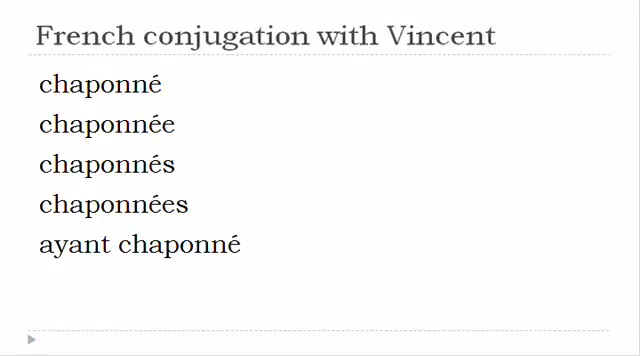 French conjugation with Vincent
chaponné
chaponnée
chaponnés
chaponnées
ayant chaponné